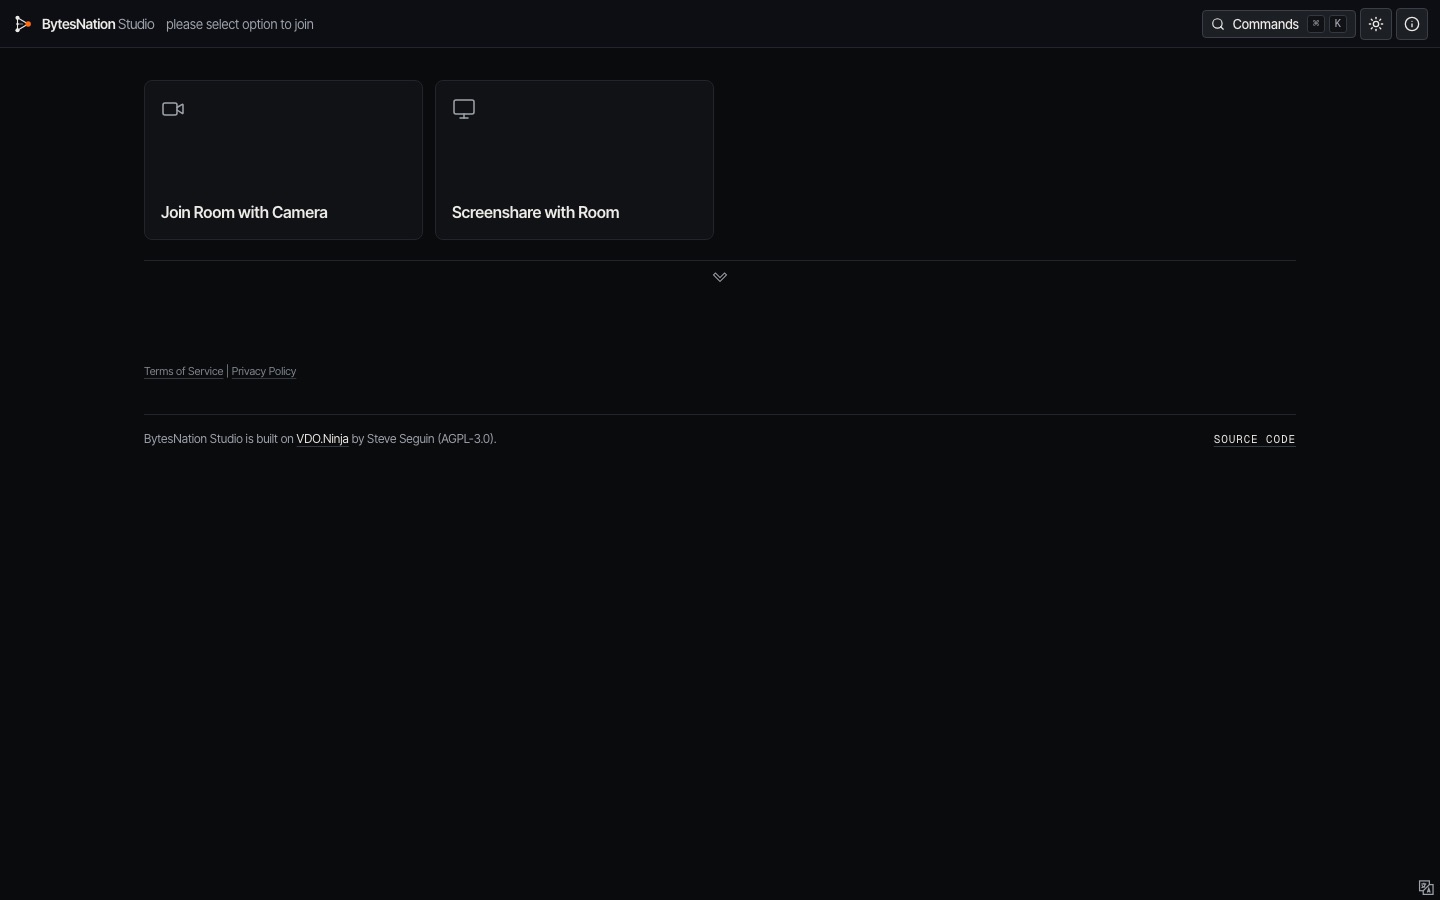 BytesNation Studio please select option to join
Commands ⌘ K
Join Room with Camera
Screenshare with Room
Terms of Service | Privacy Policy
BytesNation Studio is built on VDO.Ninja by Steve Seguin (AGPL-3.0).
SOURCE CODE